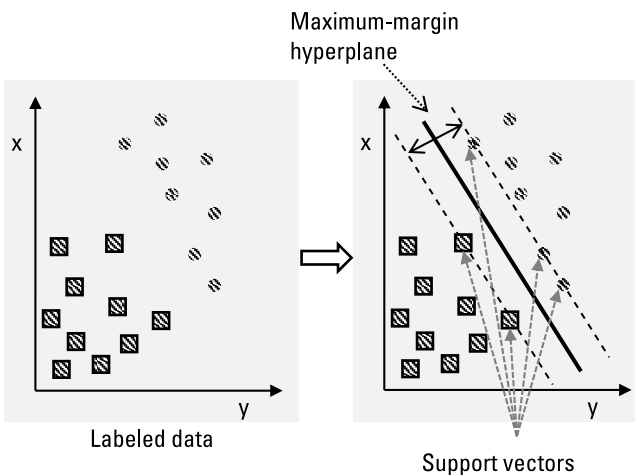 Maximum-margin
hyperplane
x
y
Labeled data
x
y
Support vectors